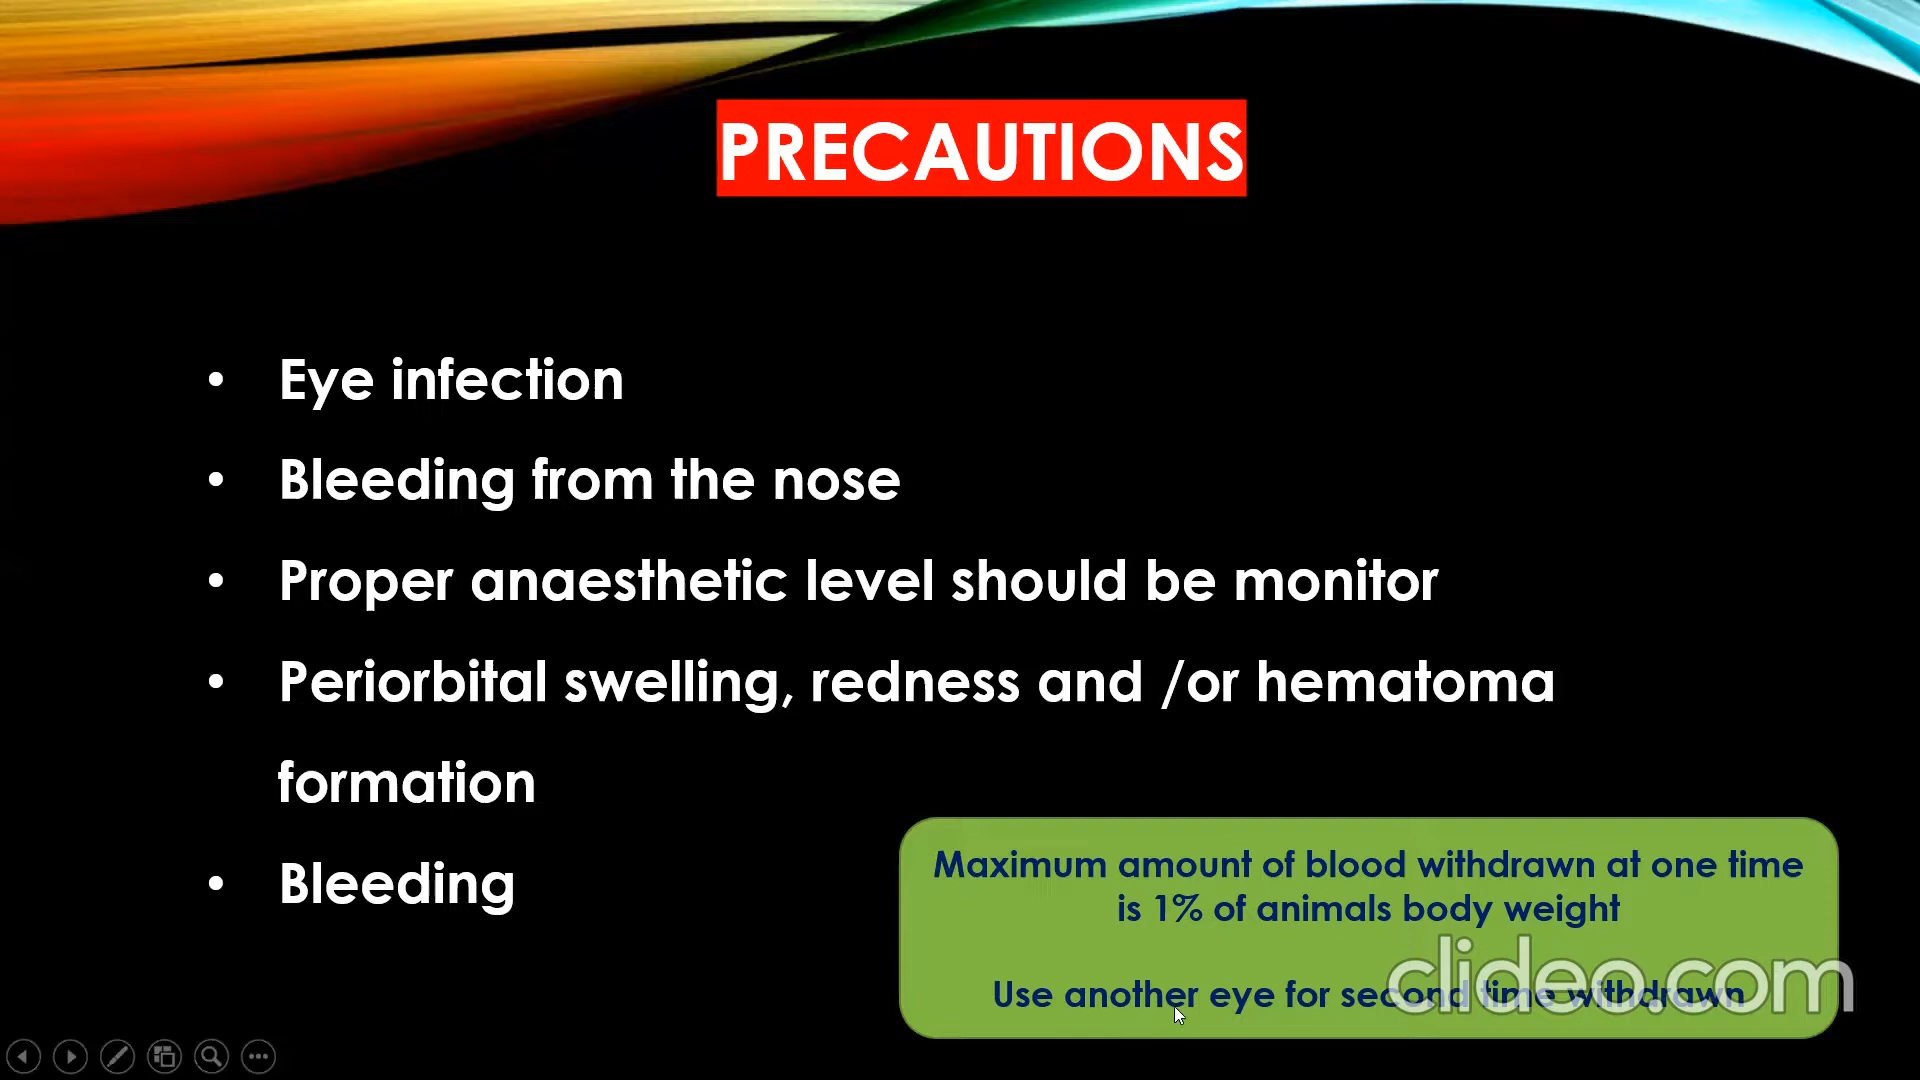 PRECAUTIONS
• Eye infection
• Bleeding from the nose
• Proper anaesthetic level should be monitor
• Periorbital swelling, redness and /or hematoma
formation
• Bleeding
Maximum amount of blood withdrawn at one time
is 1% of animals body weight
Use another eye for second time withdrawn
clideo.com